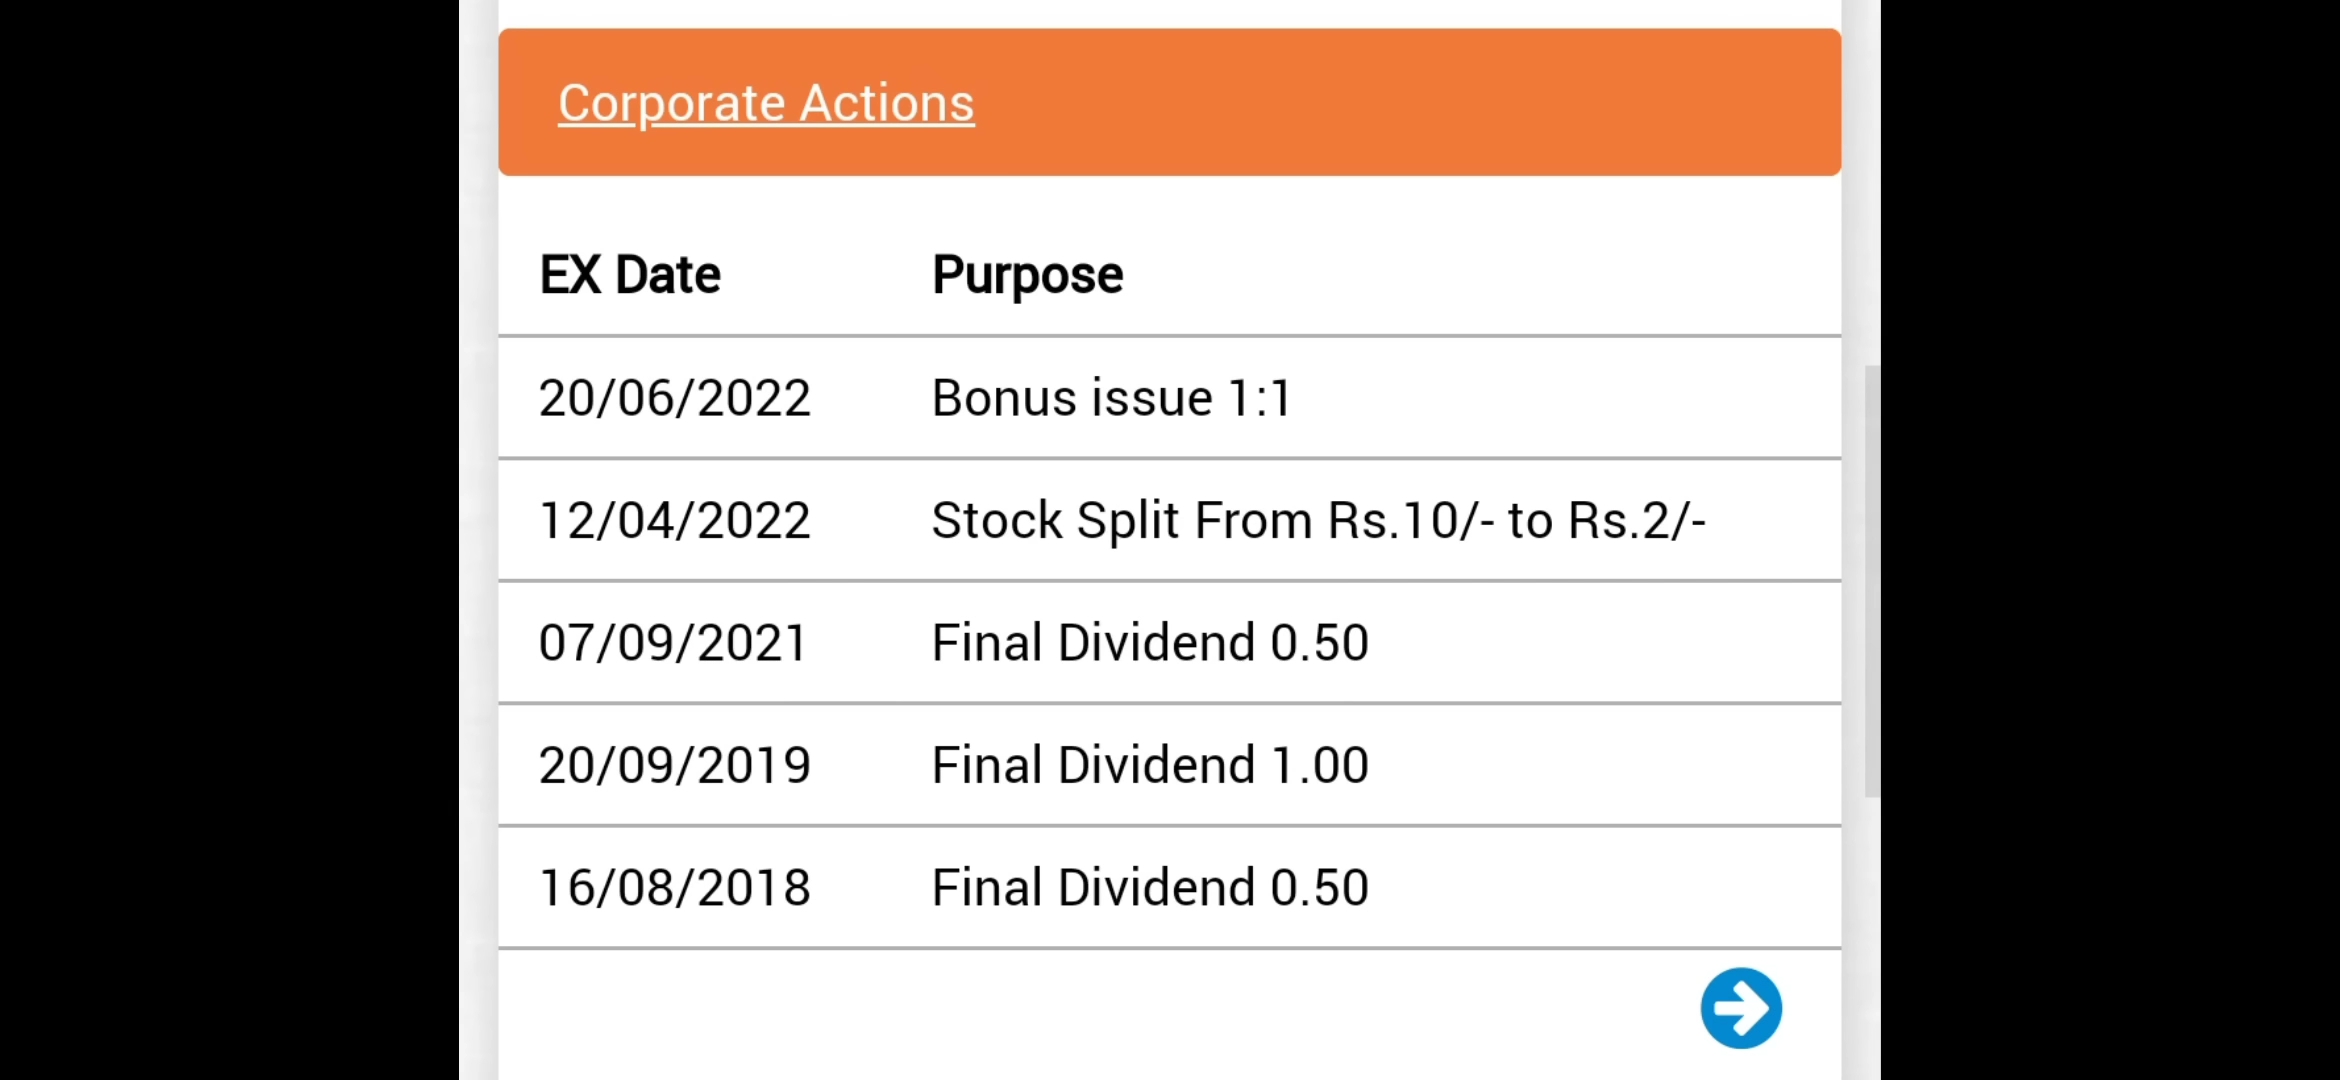 Corporate Actions
EX Date Purpose
20/06/2022 Bonus issue 1:1
12/04/2022 Stock Split From Rs.10/- to Rs.2/-
07/09/2021 Final Dividend 0.50
20/09/2019 Final Dividend 1.00
16/08/2018 Final Dividend 0.50